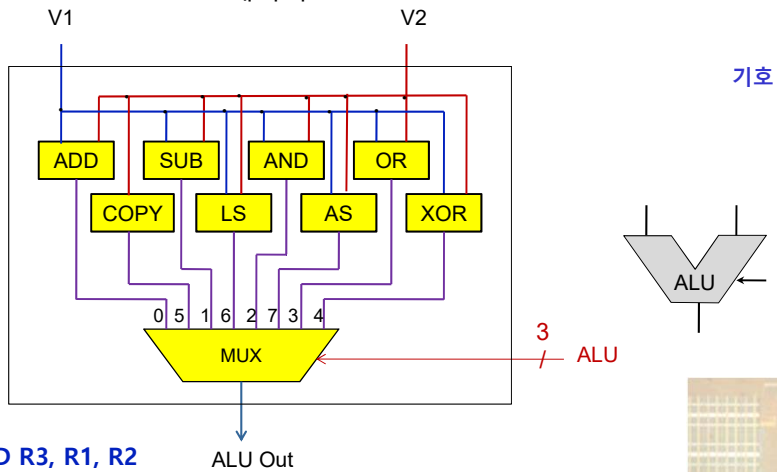 V1 V2
기호
ADD SUB AND OR
COPY LS AS XOR
ALU
0 5 1 6 2 7 3 4
3
MUX
ALU
D R3, R1, R2
ALU Out